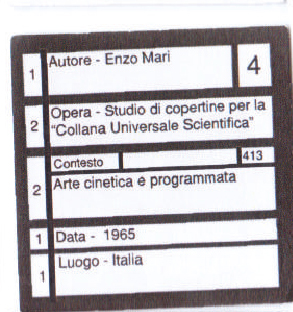 1 Autore - Enzo Mari 4
2 Opera - Studio di copertine per la
"Collana Universale Scientifica"
Contesto 413
2 Arte cinetica e programmata
1 Data - 1965
1 Luogo - Italia